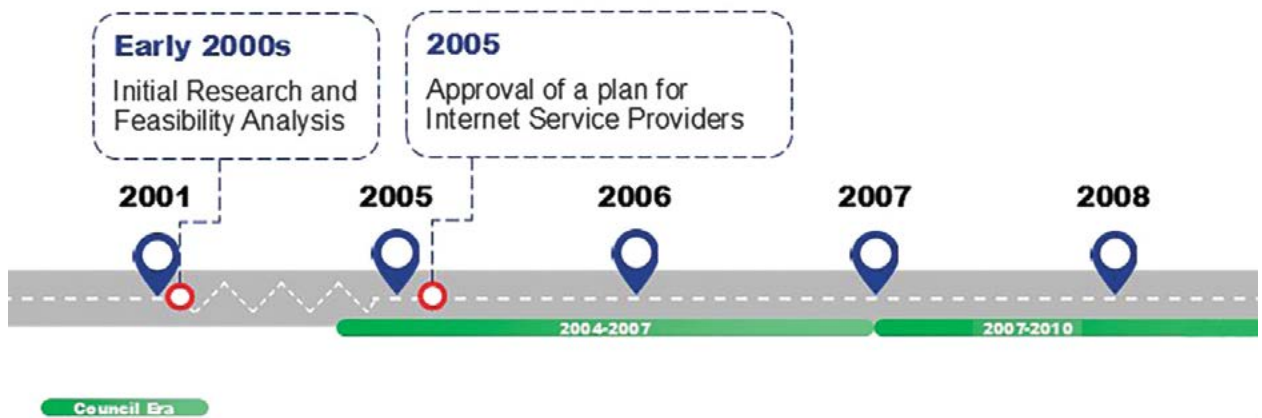 Early 2000s
Initial Research and
Feasibility Analysis
2005
Approval of a plan for
Internet Service Providers
2001
2005
2006
2007
2008
2004-2007
2007-2010
Council Era